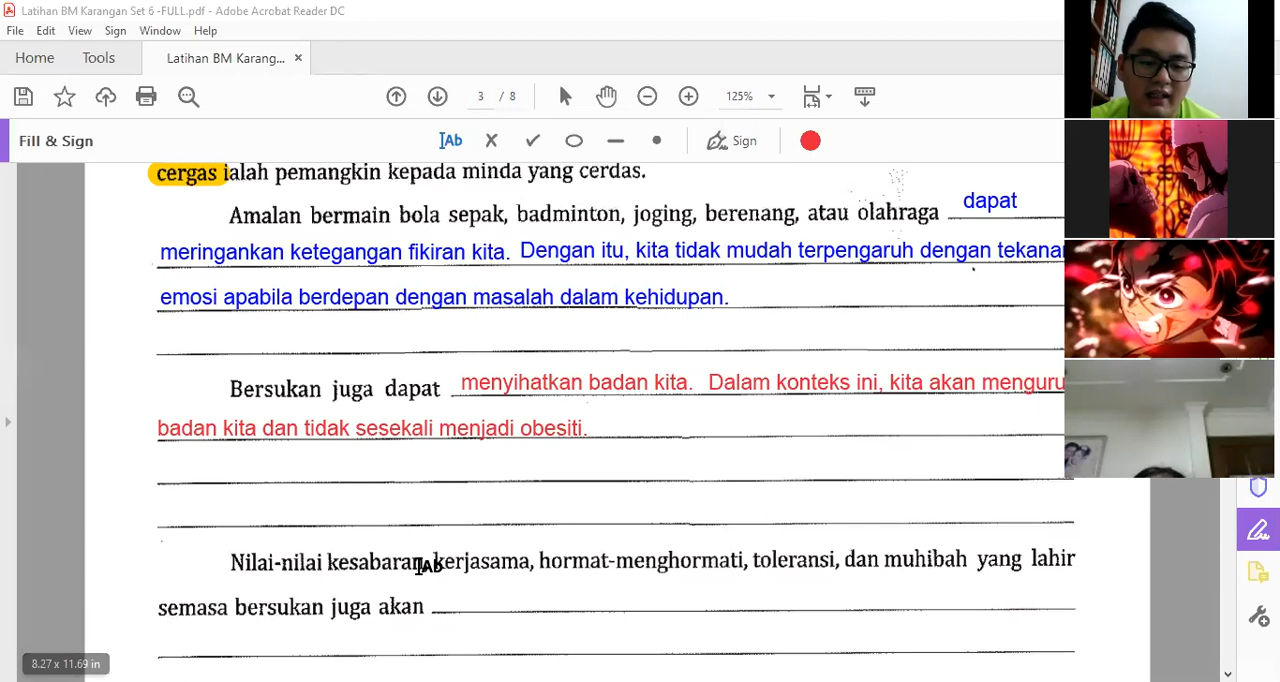 Latihan BM Karangan Set 6 -FULL.pdf - Adobe Acrobat Reader DC
File Edit View Sign Window Help
Home Tools Latihan BM Karang... ×
3 / 8 125%
Fill & Sign Ab Sign
cergas ialah pemangkin kepada minda yang cerdas.
Amalan bermain bola sepak, badminton, joging, berenang, atau olahraga dapat
meringankan ketegangan fikiran kita. Dengan itu, kita tidak mudah terpengaruh dengan tekanan
emosi apabila berdepan dengan masalah dalam kehidupan.
Bersukan juga dapat menyihatkan badan kita. Dalam konteks ini, kita akan menguru
badan kita dan tidak sesekali menjadi obesiti.
Nilai-nilai kesabaran, kerjasama, hormat-menghormati, toleransi, dan muhibah yang lahir
semasa bersukan juga akan
8.27 x 11.69 in